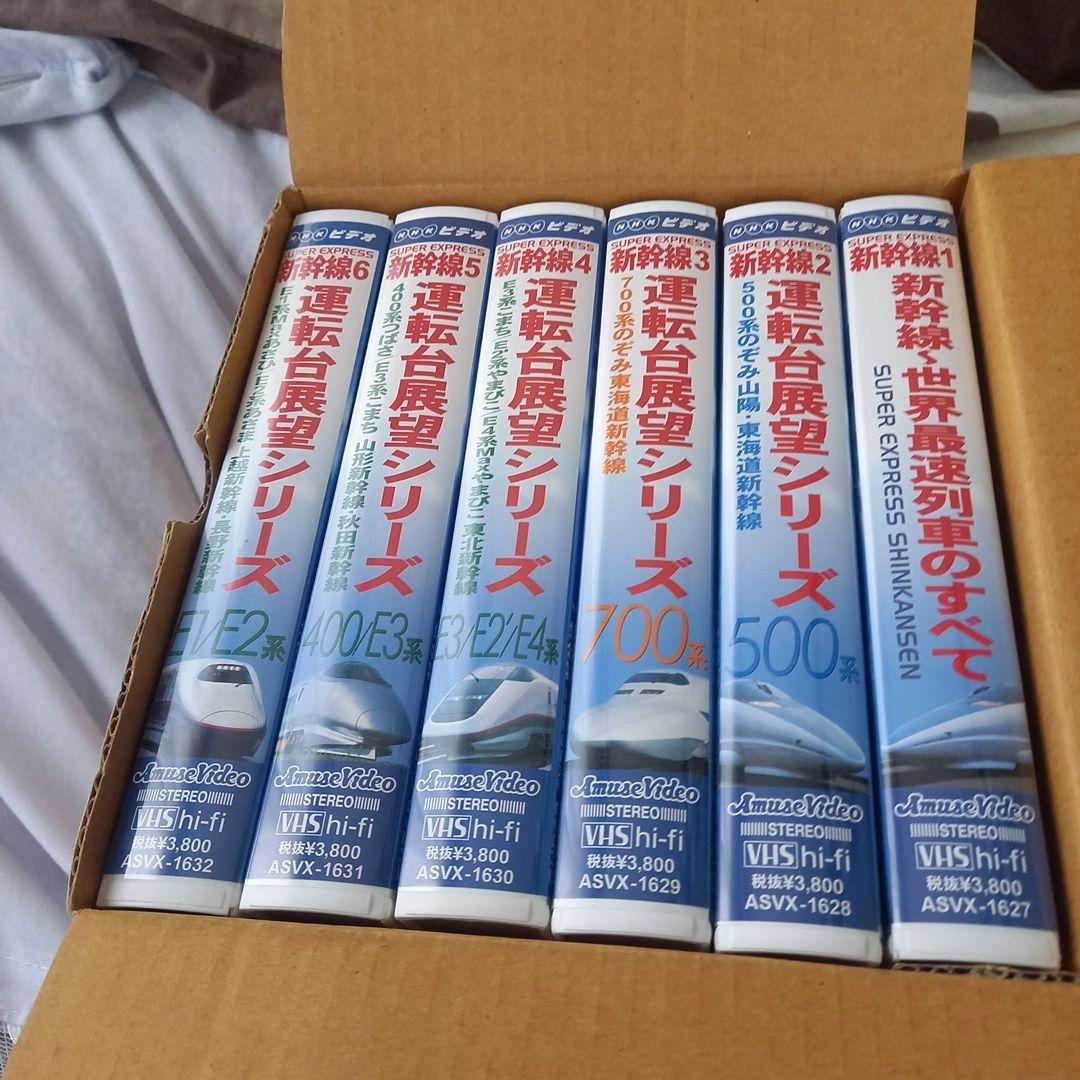 NHKビデオ
SUPER EXPRESS
新幹線6
運転台展望シリーズ
E1系Maxあさひ・E2系あさま 上越新幹線・長野新幹線
E1/E2系
AmuseVideo
STEREO
VHS hi-fi
税抜¥3,800
ASVX-1632
NHKビデオ
SUPER EXPRESS
新幹線5
運転台展望シリーズ
400系つばさ E3系こまち 山形新幹線・秋田新幹線
400/E3系
AmuseVideo
STEREO
VHS hi-fi
税抜¥3,800
ASVX-1631
NHKビデオ
SUPER EXPRESS
新幹線4
運転台展望シリーズ
E3系こまち E2'系やまびこ E4系Maxやまびこ 東北新幹線
E3/E2'/E4系
AmuseVideo
STEREO
VHS hi-fi
税抜¥3,800
ASVX-1630
NHKビデオ
SUPER EXPRESS
新幹線3
運転台展望シリーズ
700系のぞみ 東海道新幹線
700系
AmuseVideo
STEREO
VHS hi-fi
税抜¥3,800
ASVX-1629
NHKビデオ
SUPER EXPRESS
新幹線2
運転台展望シリーズ
500系のぞみ 山陽・東海道新幹線
500系
AmuseVideo
STEREO
VHS hi-fi
税抜¥3,800
ASVX-1628
NHKビデオ
SUPER EXPRESS
新幹線1
新幹線〜世界最速列車のすべて
SUPER EXPRESS SHINKANSEN
AmuseVideo
STEREO
VHS hi-fi
税抜¥3,800
ASVX-1627